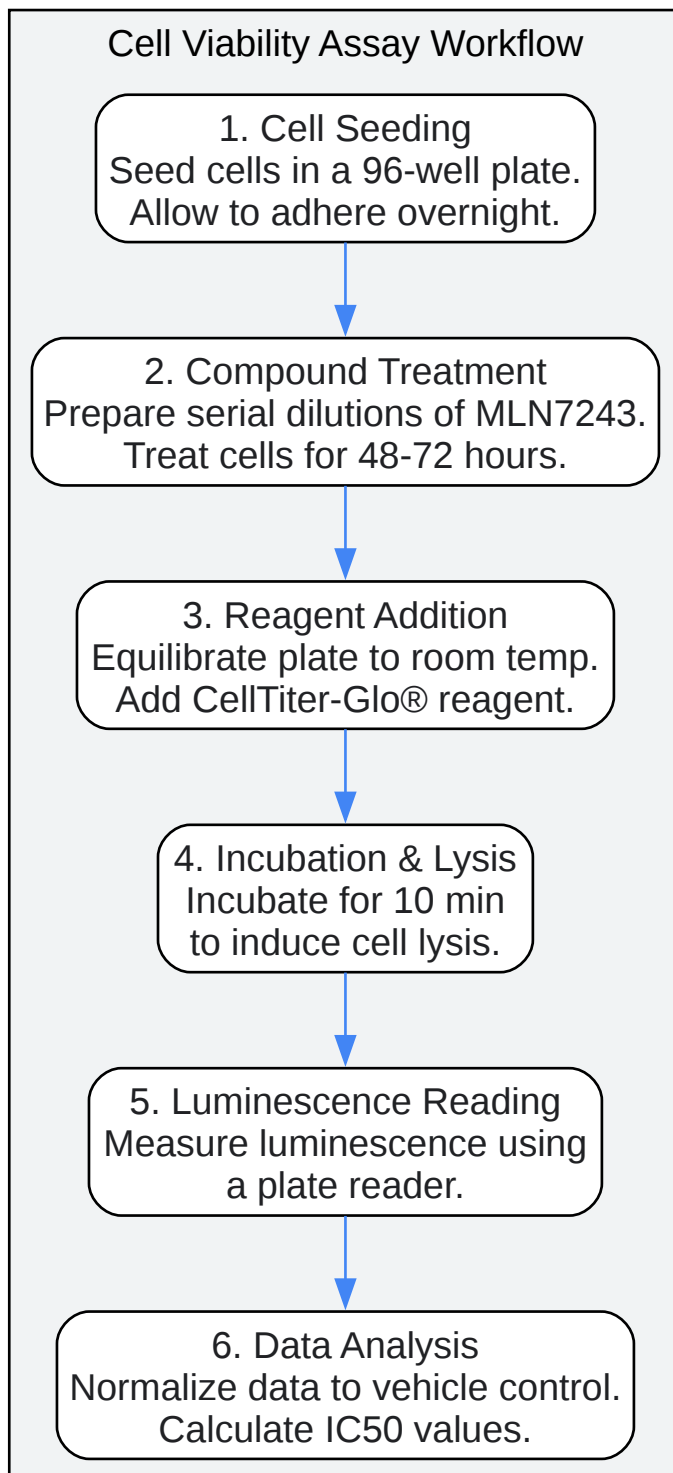 Cell Viability Assay Workflow
1. Cell Seeding
Seed cells in a 96-well plate.
Allow to adhere overnight.
2. Compound Treatment
Prepare serial dilutions of MLN7243.
Treat cells for 48-72 hours.
3. Reagent Addition
Equilibrate plate to room temp.
Add CellTiter-Glo® reagent.
4. Incubation & Lysis
Incubate for 10 min
to induce cell lysis.
5. Luminescence Reading
Measure luminescence using
a plate reader.
6. Data Analysis
Normalize data to vehicle control.
Calculate IC50 values.